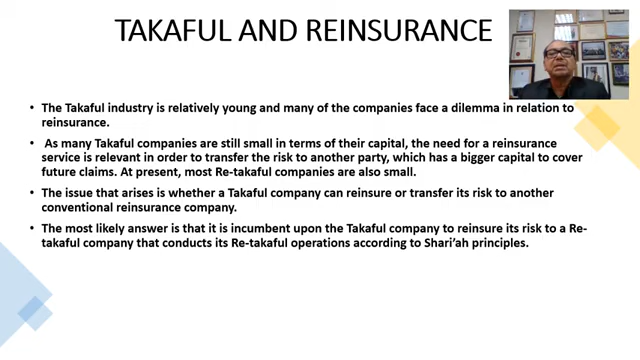 TAKAFUL AND REINSURANCE
• The Takaful industry is relatively young and many of the companies face a dilemma in relation to
reinsurance.
• As many Takaful companies are still small in terms of their capital, the need for a reinsurance
service is relevant in order to transfer the risk to another party, which has a bigger capital to cover
future claims. At present, most Re-takaful companies are also small.
• The issue that arises is whether a Takaful company can reinsure or transfer its risk to another
conventional reinsurance company.
• The most likely answer is that it is incumbent upon the Takaful company to reinsure its risk to a Re-
takaful company that conducts its Re-takaful operations according to Shari’ah principles.